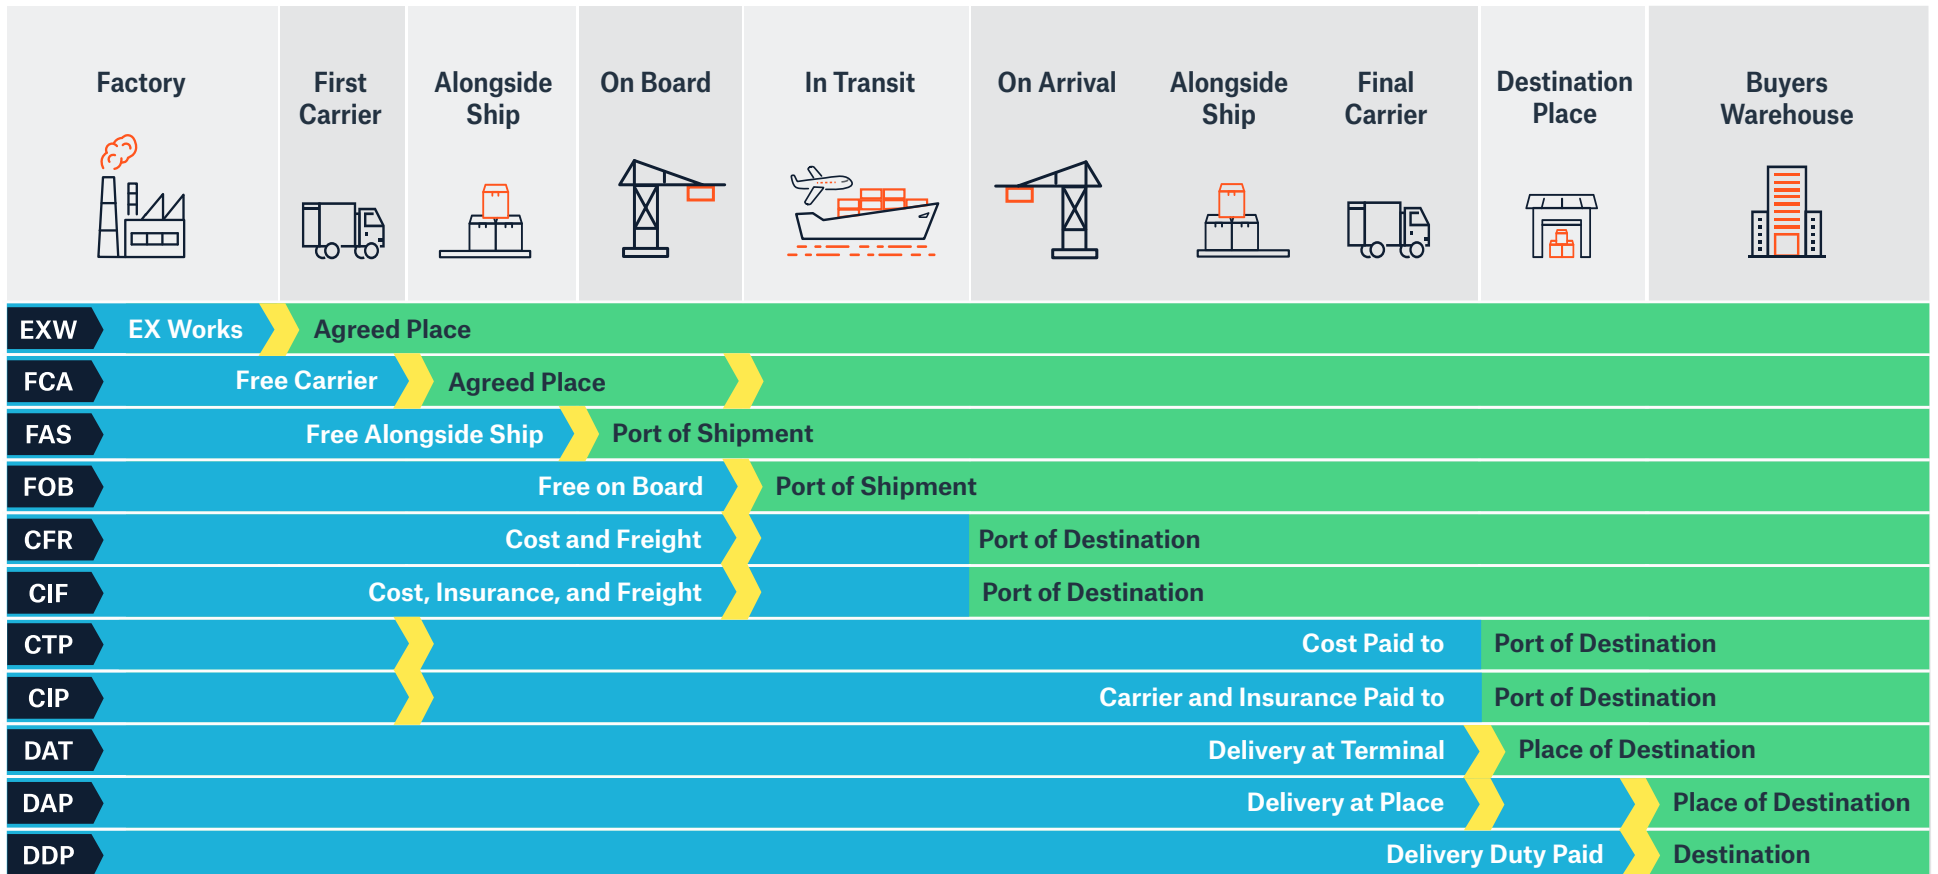 Factory
First
Carrier
Alongside
Ship
On Board
In Transit
On Arrival
Alongside
Ship
Final
Carrier
Destination
Place
Buyers
Warehouse
EXW EX Works Agreed Place
FCA Free Carrier Agreed Place
FAS Free Alongside Ship Port of Shipment
FOB Free on Board Port of Shipment
CFR Cost and Freight Port of Destination
CIF Cost, Insurance, and Freight Port of Destination
CTP Cost Paid to Port of Destination
CIP Carrier and Insurance Paid to Port of Destination
DAT Delivery at Terminal Place of Destination
DAP Delivery at Place Place of Destination
DDP Delivery Duty Paid Destination